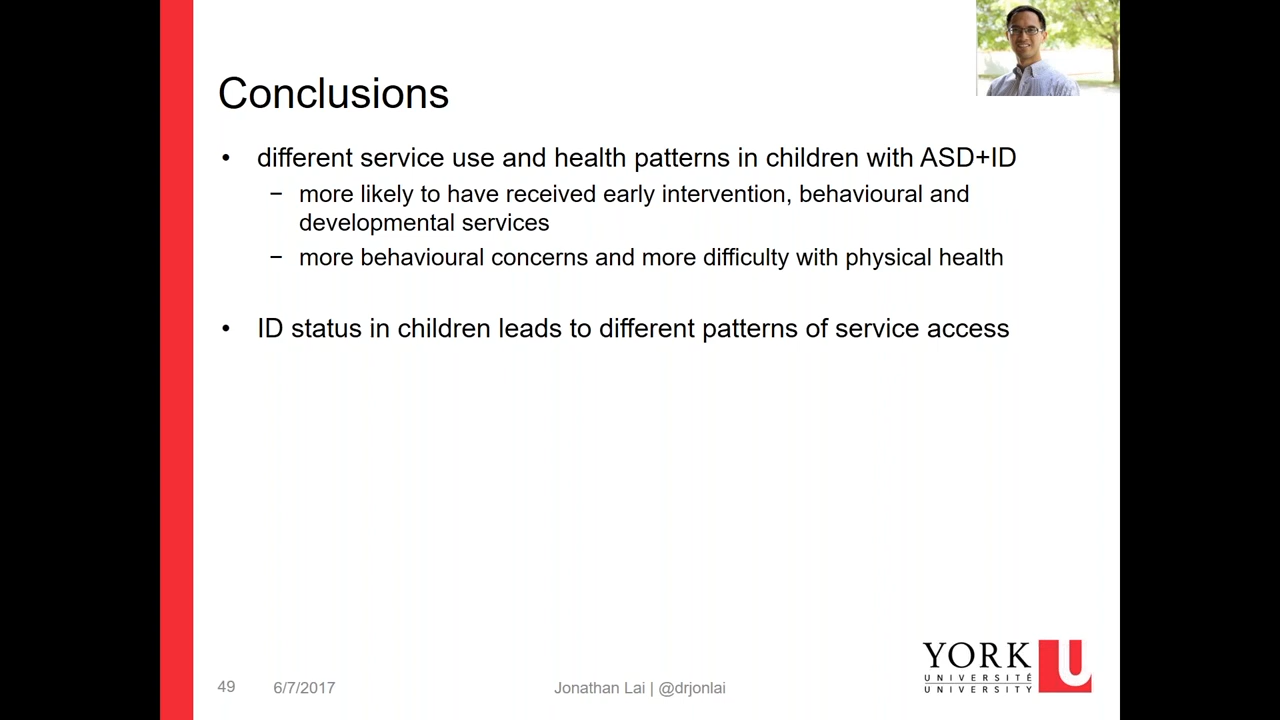 Conclusions
• different service use and health patterns in children with ASD+ID
− more likely to have received early intervention, behavioural and
developmental services
− more behavioural concerns and more difficulty with physical health
• ID status in children leads to different patterns of service access
YORK U
UNIVERSITÉ
UNIVERSITY
49 6/7/2017 Jonathan Lai | @drjonlai